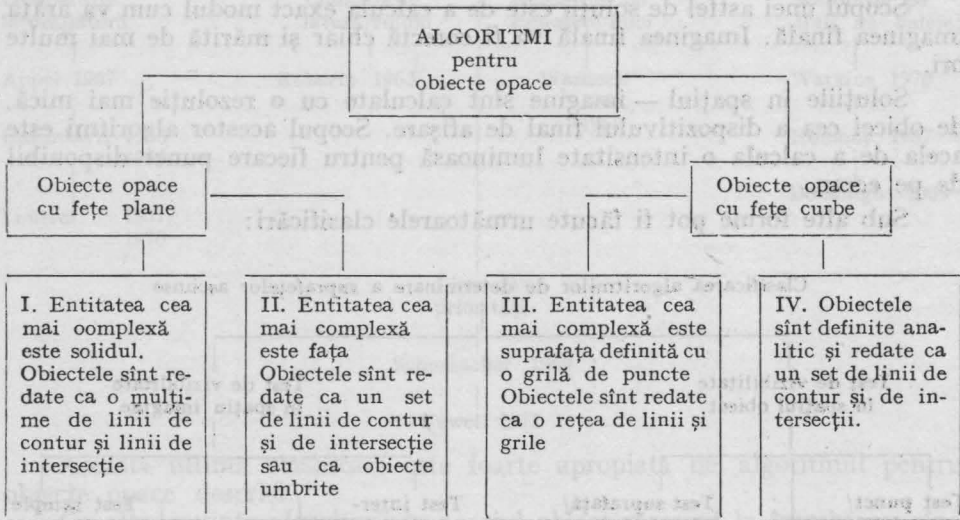 ALGORITMI
pentru
obiecte opace
Obiecte opace
cu fețe plane
Obiecte opace
cu fețe curbe
I. Entitatea cea
mai oomplexă
este solidul.
Obiectele sînt re-
date ca o mulți-
me de linii de
contur și linii de
intersecție
II. Entitatea cea
mai complexă
este fața
Obiectele sînt re-
date ca un set
de linii de contur
și de intersecție
sau ca obiecte
umbrite
III. Entitatea cea
mai complexă este
suprafața definită cu
o grilă de puncte
Obiectele sînt redate
ca o rețea de linii și
grile
IV. Obiectele
sînt definite ana-
litic și redate ca
un set de linii de
contur și de in-
tersecții.